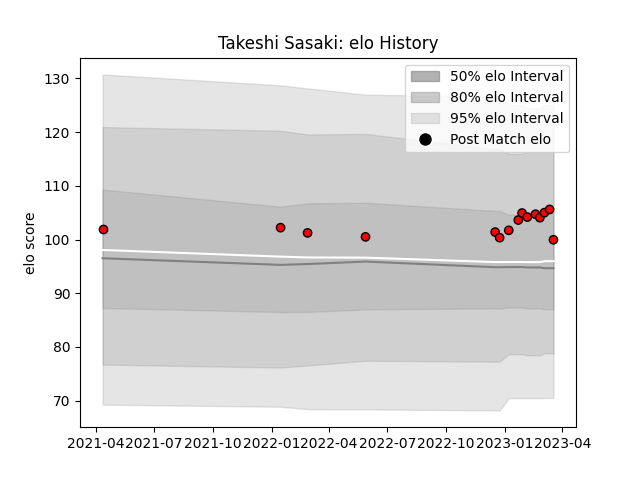 Takeshi Sasaki: elo History
50% elo Interval
80% elo Interval
95% elo Interval
Post Match elo
elo score
130
120
110
100
90
80
70
2021-04 2021-07 2021-10 2022-01 2022-04 2022-07 2022-10 2023-01 2023-04